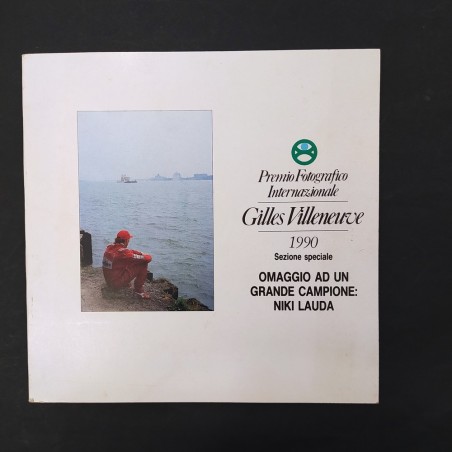 Premio Fotografico
Internazionale
Gilles Villeneuve
1990
Sezione speciale
OMAGGIO AD UN
GRANDE CAMPIONE:
NIKI LAUDA